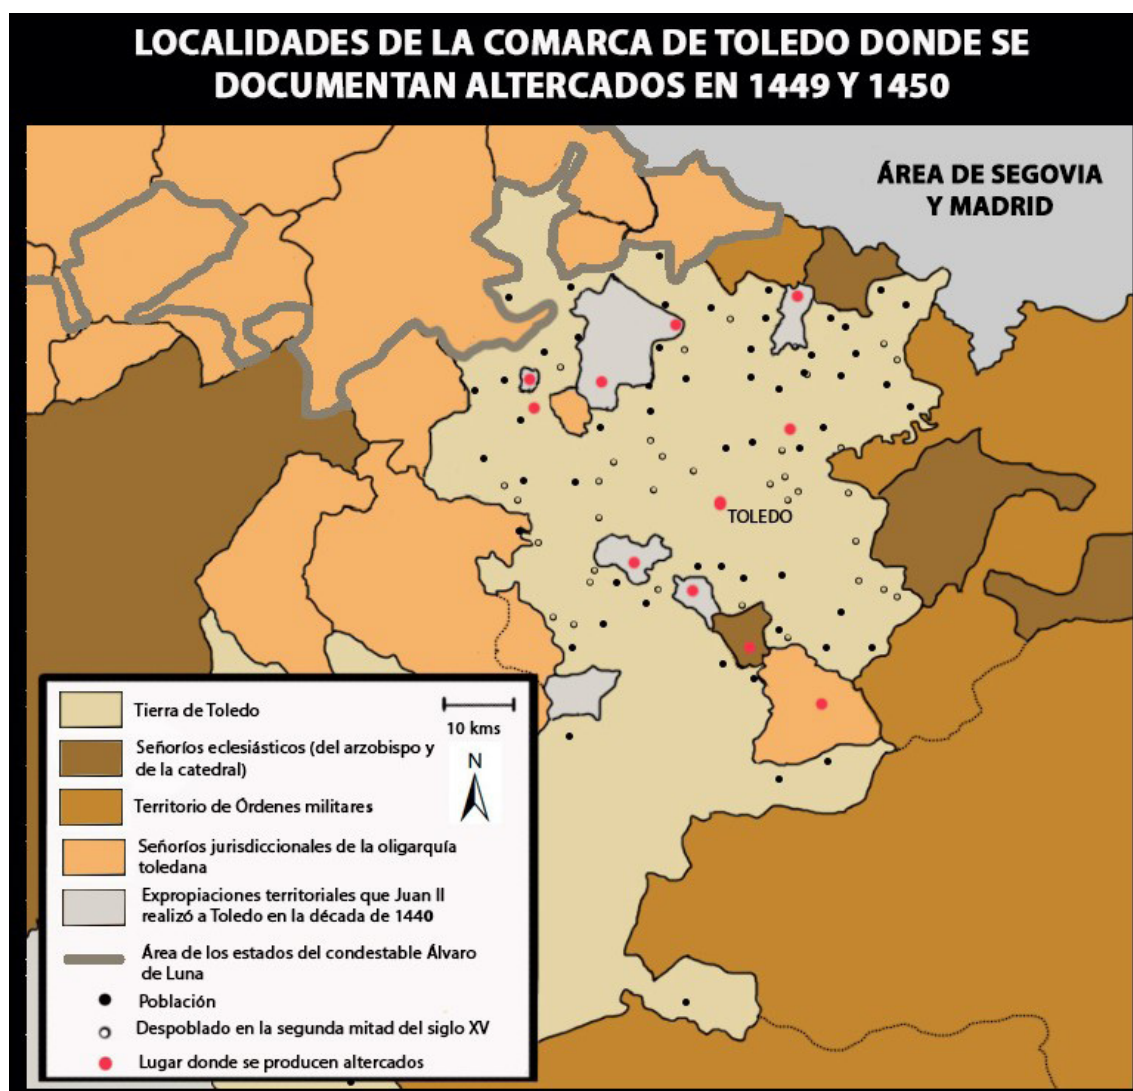 LOCALIDADES DE LA COMARCA DE TOLEDO DONDE SE
DOCUMENTAN ALTERCADOS EN 1449 Y 1450
ÁREA DE SEGOVIA
Y MADRID
TOLEDO
Tierra de Toledo
Señoríos eclesiásticos (del arzobispo y
de la catedral)
Territorio de Órdenes militares
Señoríos jurisdiccionales de la oligarquía
toledana
Expropiaciones territoriales que Juan II
realizó a Toledo en la década de 1440
Área de los estados del condestable Álvaro
de Luna
Población
Despoblado en la segunda mitad del siglo XV
Lugar donde se producen altercados
10 kms
N